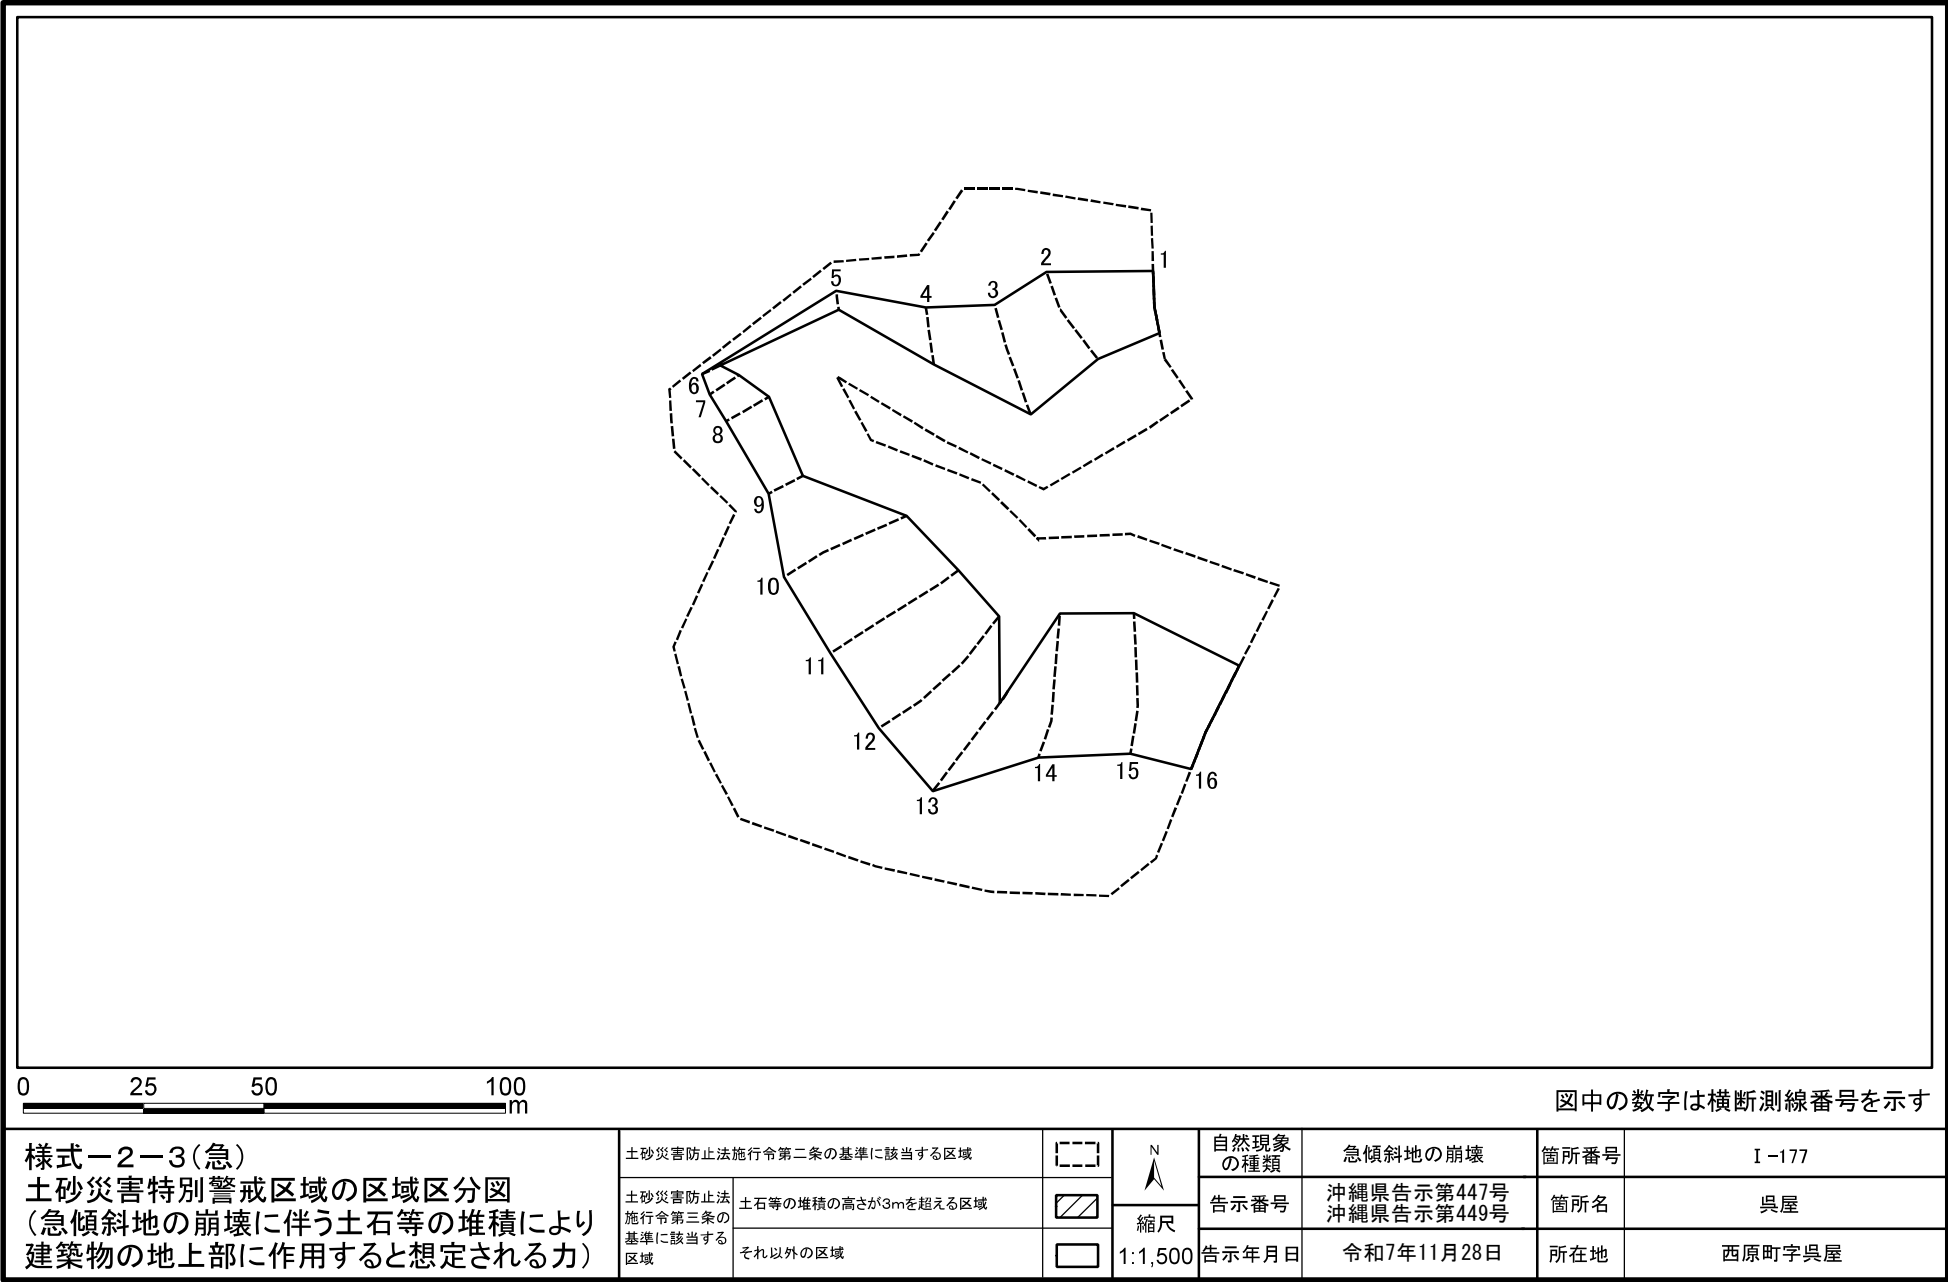 1
2
3
4
5
6
7
8
9
10
11
12
13
14
15
16
0 25 50 100
m
図中の数字は横断測線番号を示す
様式－2－3(急)
土砂災害特別警戒区域の区域区分図
(急傾斜地の崩壊に伴う土石等の堆積により
建築物の地上部に作用すると想定される力)
土砂災害防止法施行令第二条の基準に該当する区域
土砂災害防止法
施行令第三条の
基準に該当する
区域
土石等の堆積の高さが3mを超える区域
それ以外の区域
N
縮尺
1:1,500
自然現象
の種類
急傾斜地の崩壊
箇所番号
Ⅰ-177
告示番号
沖縄県告示第447号
沖縄県告示第449号
箇所名
呉屋
告示年月日
令和7年11月28日
所在地
西原町字呉屋